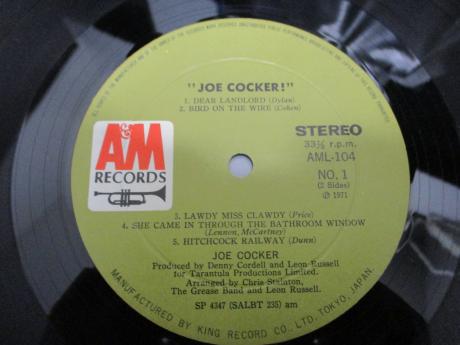 "JOE COCKER!"
1. DEAR LANDLORD (Dylan)
2. BIRD ON THE WIRE (Cohen)
A&M
RECORDS
STEREO
33⅓ r.p.m.
AML-104
NO. 1
(2 Sides)
℗ 1971
3. LAWDY MISS CLAWDY (Price)
4. SHE CAME IN THROUGH THE BATHROOM WINDOW
(Lennon, McCartney)
5. HITCHCOCK RAILWAY (Dunn)
JOE COCKER
Produced by Denny Cordell and Leon Russell
for Tarantula Productions Limited.
Arranged by Chris Stainton,
The Grease Band and Leon Russell.
SP 4347 (SALBT 235) am
MANUFACTURED BY KING RECORD CO., LTD. TOKYO, JAPAN